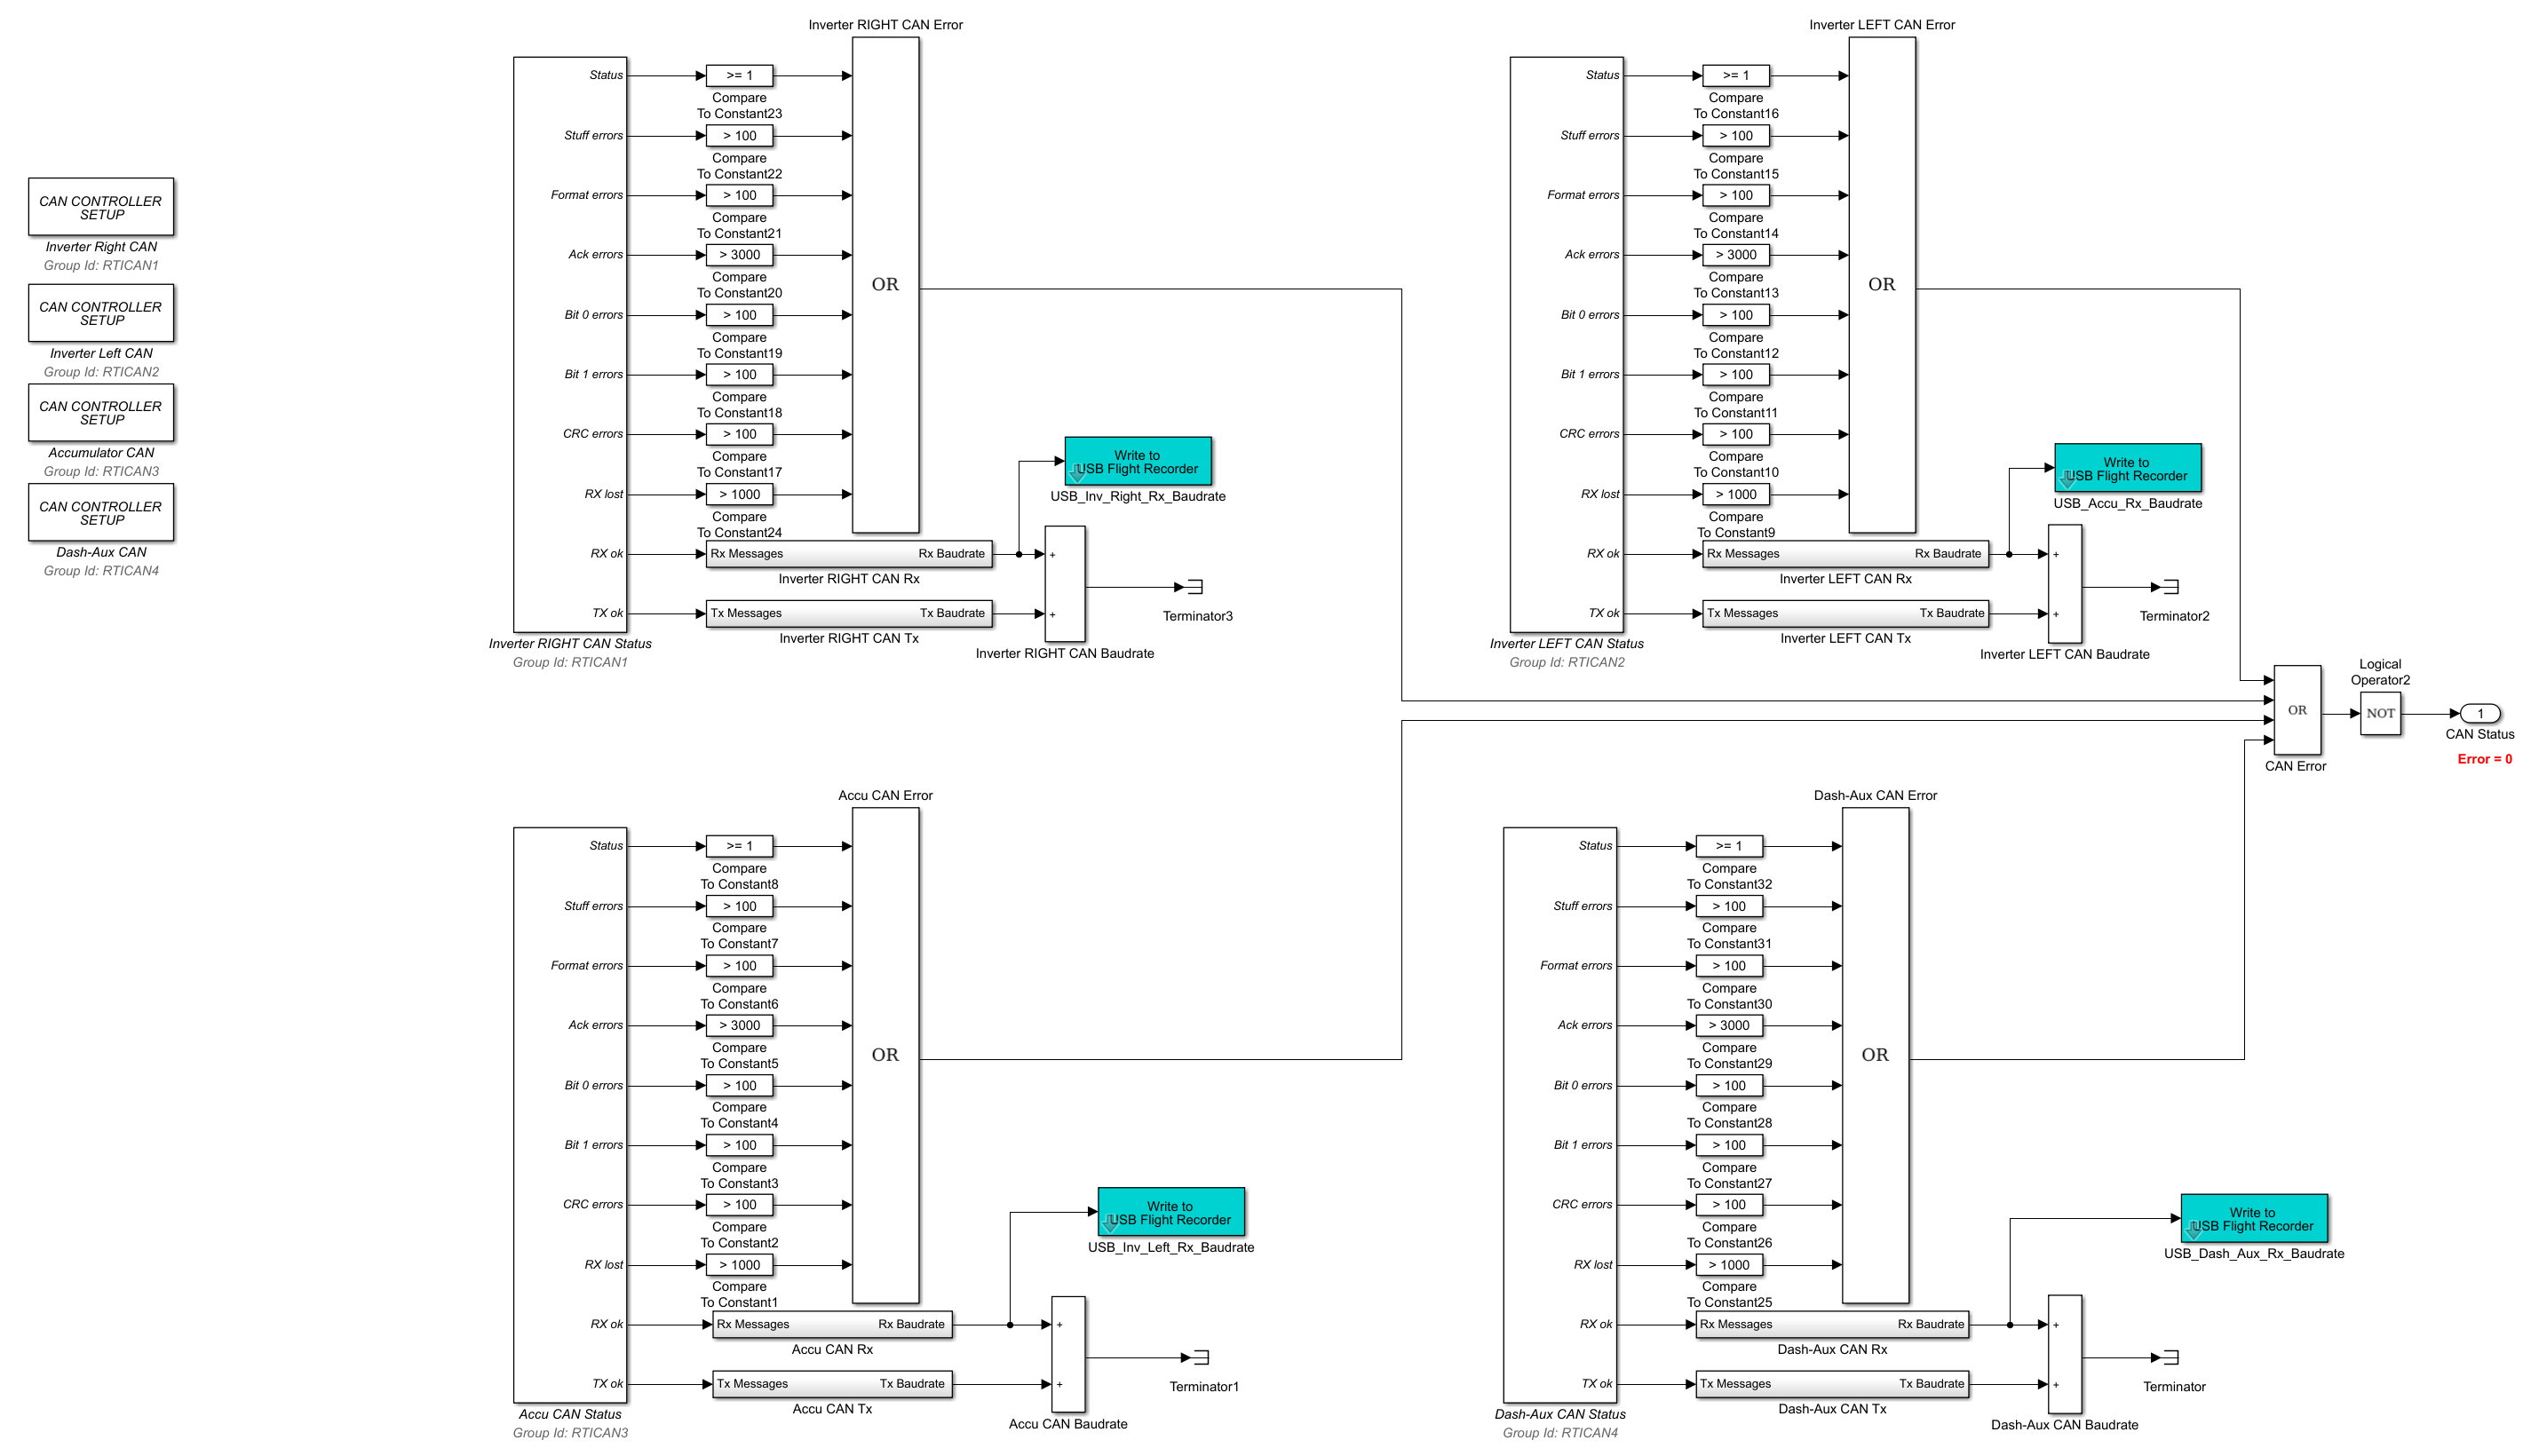 CAN CONTROLLER
SETUP
Inverter Right CAN
Group Id: RTICAN1
CAN CONTROLLER
SETUP
Inverter Left CAN
Group Id: RTICAN2
CAN CONTROLLER
SETUP
Accumulator CAN
Group Id: RTICAN3
CAN CONTROLLER
SETUP
Dash-Aux CAN
Group Id: RTICAN4
Inverter RIGHT CAN Error
Status
>= 1
Compare
To Constant23
Stuff errors
> 100
Compare
To Constant22
Format errors
> 100
Compare
To Constant21
Ack errors
> 3000
Compare
To Constant20
Bit 0 errors
> 100
Compare
To Constant19
Bit 1 errors
> 100
Compare
To Constant18
CRC errors
> 100
Compare
To Constant17
RX lost
> 1000
Compare
To Constant24
OR
RX ok
Rx Messages
Rx Baudrate
Inverter RIGHT CAN Rx
TX ok
Tx Messages
Tx Baudrate
Inverter RIGHT CAN Tx
Inverter RIGHT CAN Status
Group Id: RTICAN1
Write to
USB Flight Recorder
USB_Inv_Right_Rx_Baudrate
+
+
Inverter RIGHT CAN Baudrate
Terminator3
Inverter LEFT CAN Error
Status
>= 1
Compare
To Constant16
Stuff errors
> 100
Compare
To Constant15
Format errors
> 100
Compare
To Constant14
Ack errors
> 3000
Compare
To Constant13
Bit 0 errors
> 100
Compare
To Constant12
Bit 1 errors
> 100
Compare
To Constant11
CRC errors
> 100
Compare
To Constant10
RX lost
> 1000
Compare
To Constant9
OR
RX ok
Rx Messages
Rx Baudrate
Inverter LEFT CAN Rx
TX ok
Tx Messages
Tx Baudrate
Inverter LEFT CAN Tx
Inverter LEFT CAN Status
Group Id: RTICAN2
Write to
USB Flight Recorder
USB_Accu_Rx_Baudrate
+
+
Inverter LEFT CAN Baudrate
Terminator2
OR
CAN Error
Logical
Operator2
NOT
1
CAN Status
Error = 0
Accu CAN Error
Status
>= 1
Compare
To Constant8
Stuff errors
> 100
Compare
To Constant7
Format errors
> 100
Compare
To Constant6
Ack errors
> 3000
Compare
To Constant5
Bit 0 errors
> 100
Compare
To Constant4
Bit 1 errors
> 100
Compare
To Constant3
CRC errors
> 100
Compare
To Constant2
RX lost
> 1000
Compare
To Constant1
OR
RX ok
Rx Messages
Rx Baudrate
Accu CAN Rx
TX ok
Tx Messages
Tx Baudrate
Accu CAN Tx
Accu CAN Status
Group Id: RTICAN3
Write to
USB Flight Recorder
USB_Inv_Left_Rx_Baudrate
+
+
Accu CAN Baudrate
Terminator1
Dash-Aux CAN Error
Status
>= 1
Compare
To Constant32
Stuff errors
> 100
Compare
To Constant31
Format errors
> 100
Compare
To Constant30
Ack errors
> 3000
Compare
To Constant29
Bit 0 errors
> 100
Compare
To Constant28
Bit 1 errors
> 100
Compare
To Constant27
CRC errors
> 100
Compare
To Constant26
RX lost
> 1000
Compare
To Constant25
OR
RX ok
Rx Messages
Rx Baudrate
Dash-Aux CAN Rx
TX ok
Tx Messages
Tx Baudrate
Dash-Aux CAN Tx
Dash-Aux CAN Status
Group Id: RTICAN4
Write to
USB Flight Recorder
USB_Dash_Aux_Rx_Baudrate
+
+
Dash-Aux CAN Baudrate
Terminator